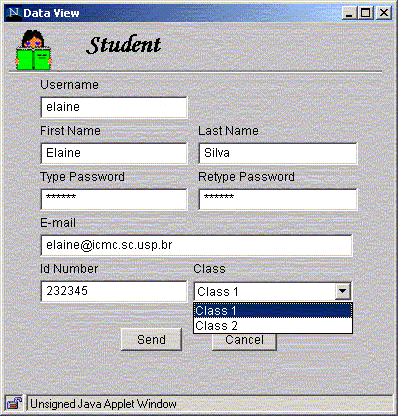 Data View
Student
Username
elaine
First Name Last Name
Elaine Silva
Type Password Retype Password
****** ******
E-mail
elaine@icmc.sc.usp.br
Id Number Class
232345 Class 1
Class 1
Class 2
Send Cancel
Unsigned Java Applet Window